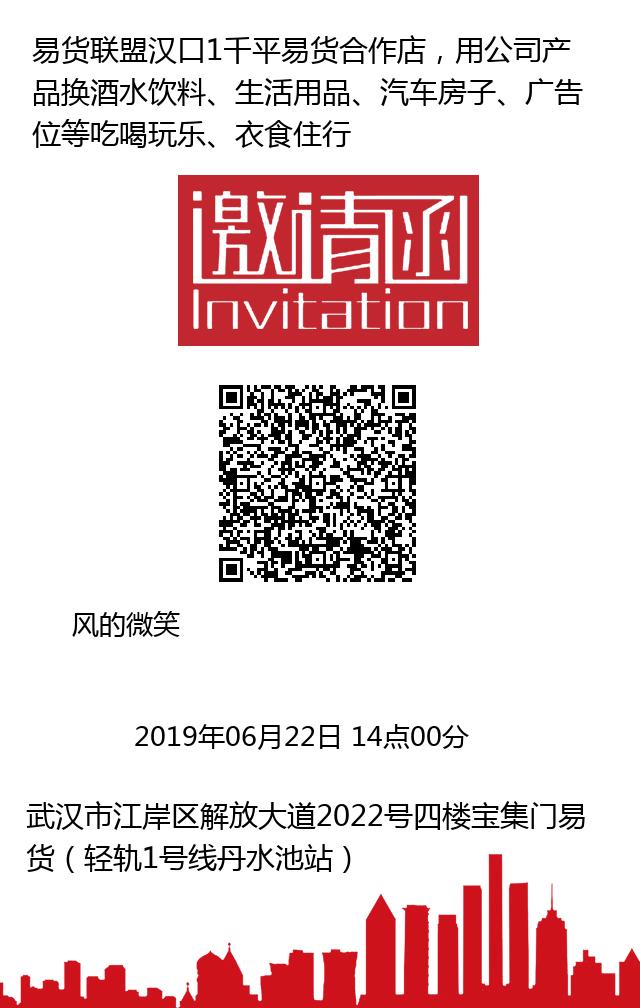 易货联盟汉口1千平易货合作店，用公司产
品换酒水饮料、生活用品、汽车房子、广告
位等吃喝玩乐、衣食住行
邀请函
Invitation
风的微笑
2019年06月22日 14点00分
武汉市江岸区解放大道2022号四楼宝集门易
货（轻轨1号线丹水池站）